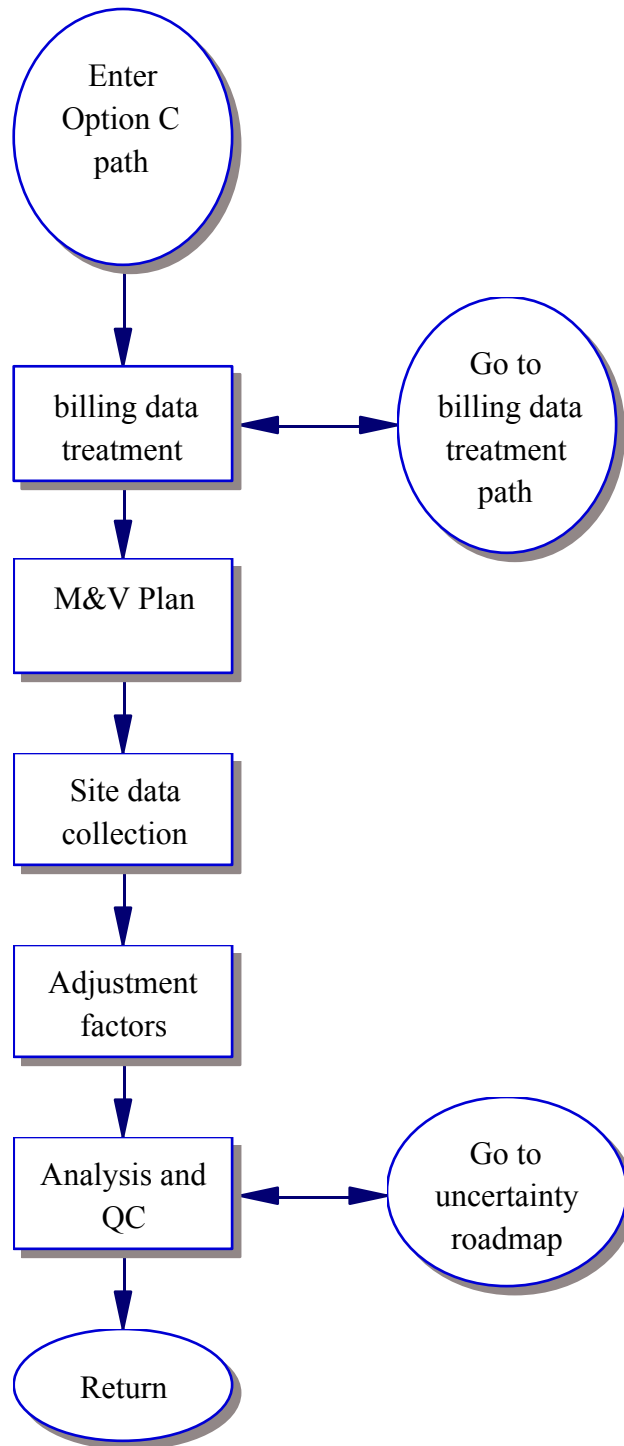 Enter
Option C
path
billing data
treatment
Go to
billing data
treatment
path
M&V Plan
Site data
collection
Adjustment
factors
Analysis and
QC
Go to
uncertainty
roadmap
Return